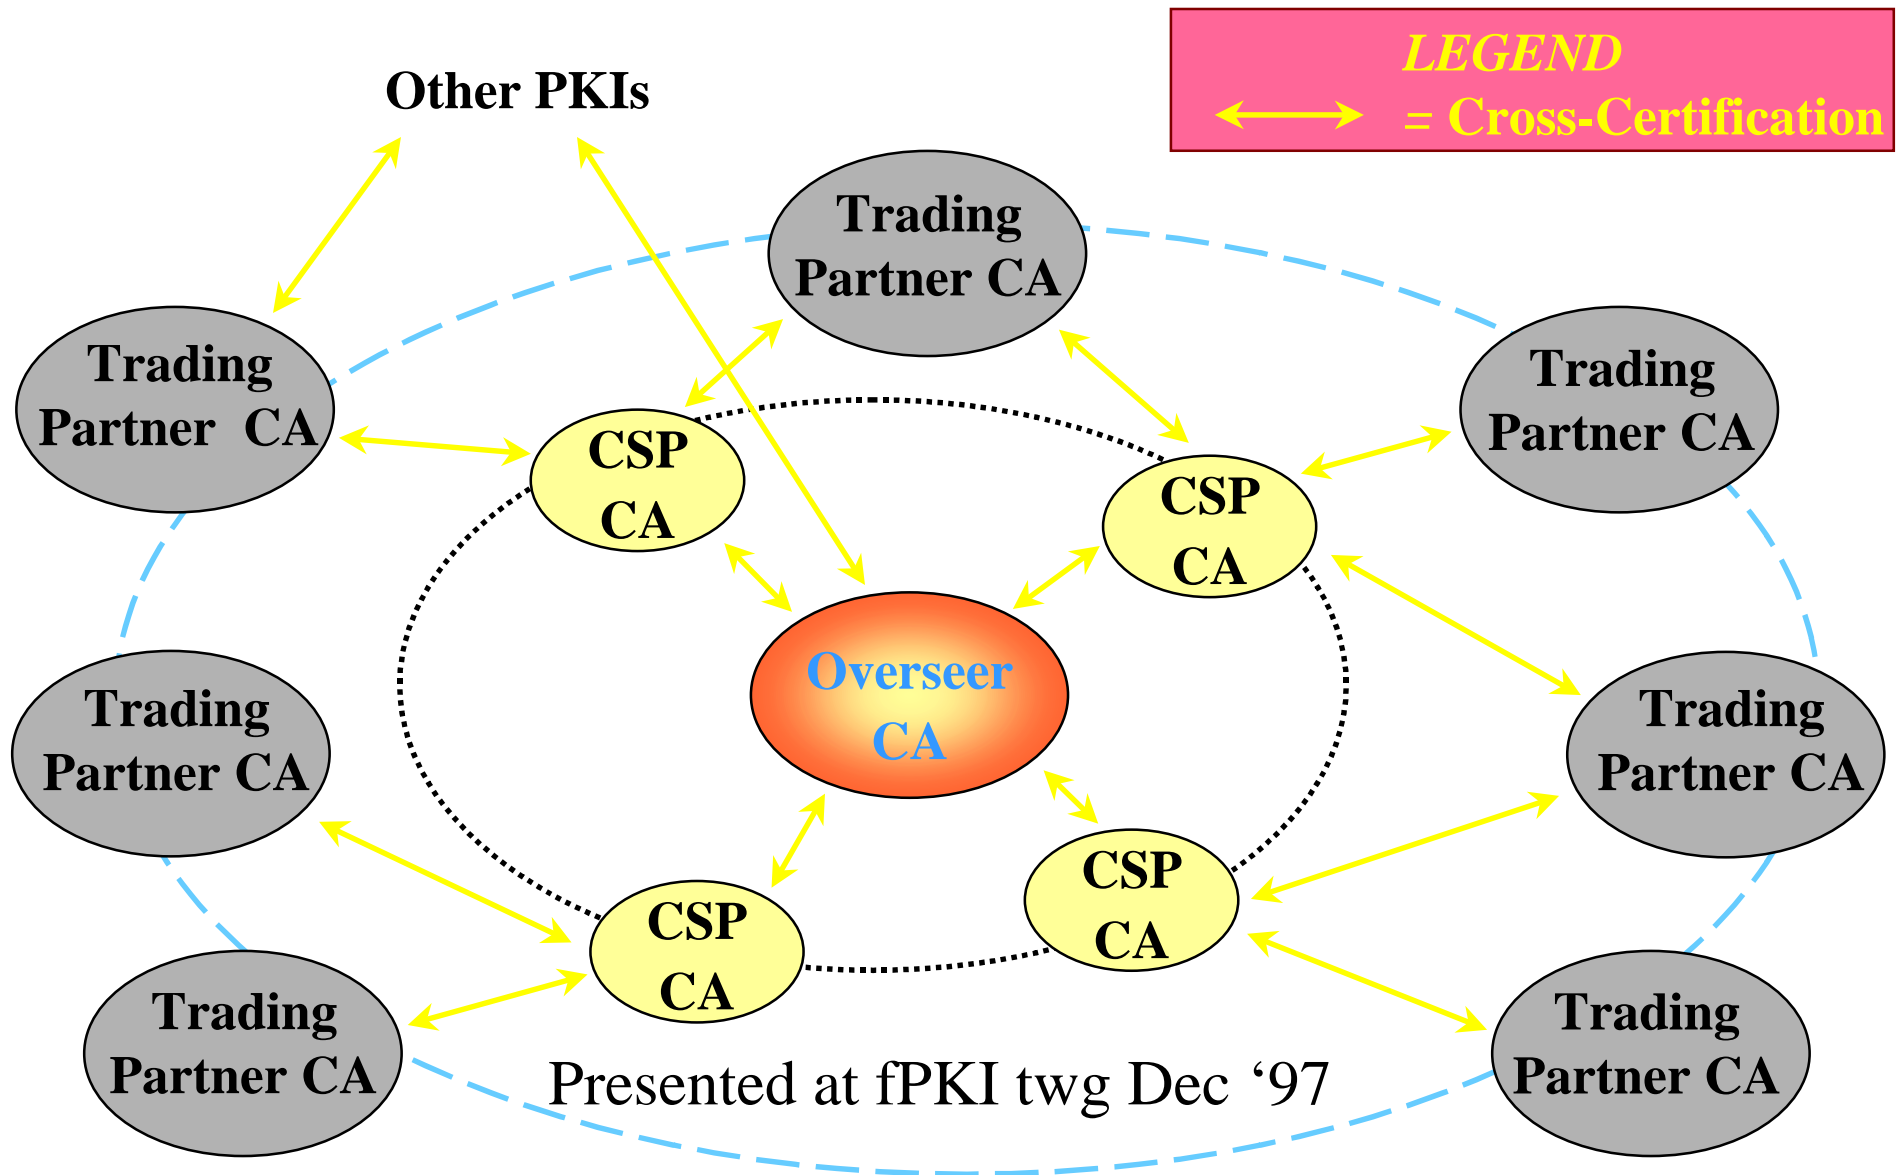 LEGEND
= Cross-Certification
Other PKIs
Trading
Partner CA
Trading
Partner CA
Trading
Partner CA
CSP
CA
CSP
CA
Overseer
CA
Trading
Partner CA
Trading
Partner CA
CSP
CA
CSP
CA
Trading
Partner CA
Trading
Partner CA
Presented at fPKI twg Dec ‘97